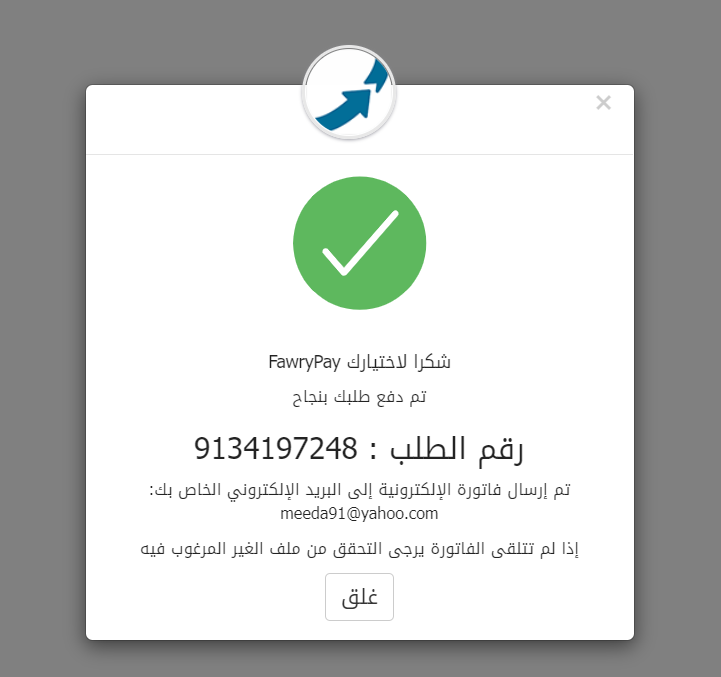 ×
شكرا لاختيارك FawryPay
تم دفع طلبك بنجاح
رقم الطلب : 9134197248
تم إرسال فاتورة الإلكترونية إلى البريد الإلكتروني الخاص بك:
meeda91@yahoo.com
إذا لم تتلقى الفاتورة يرجى التحقق من ملف الغير المرغوب فيه
غلق